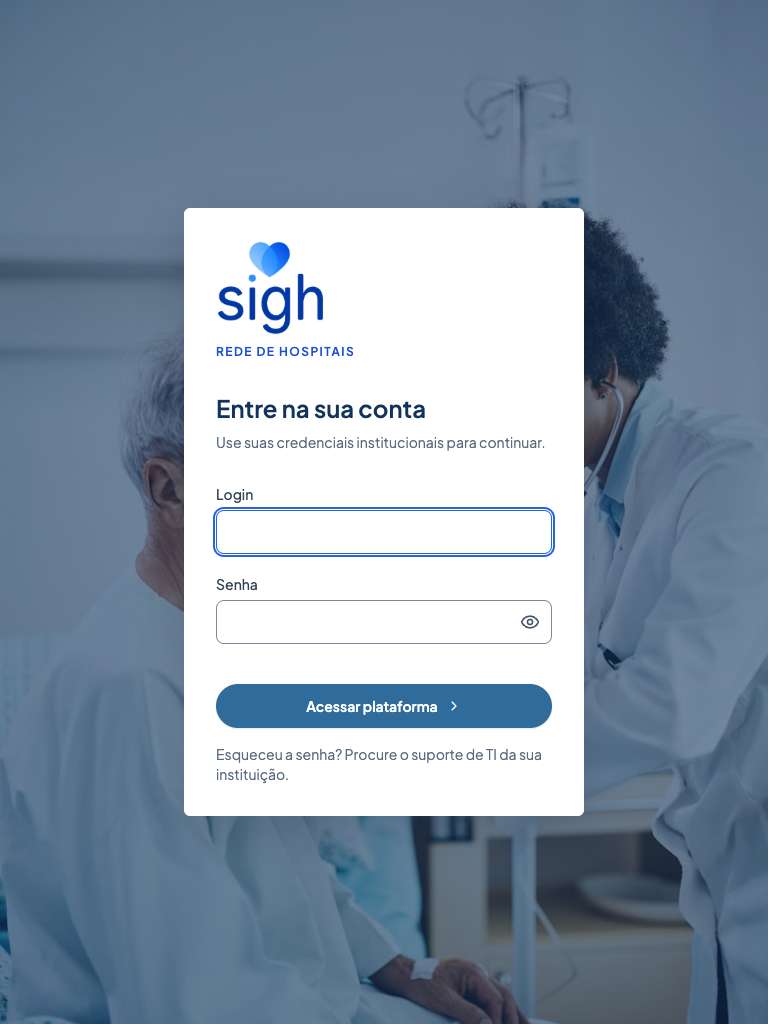 sigh
REDE DE HOSPITAIS
Entre na sua conta
Use suas credenciais institucionais para continuar.
Login
Senha
Acessar plataforma
Esqueceu a senha? Procure o suporte de TI da sua
instituição.